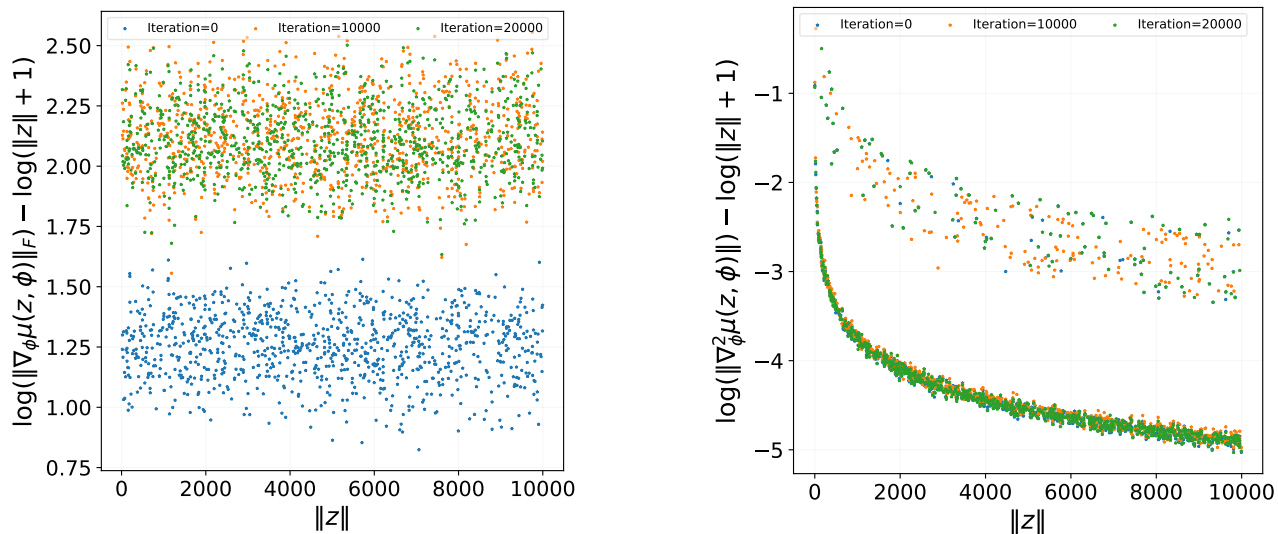 Iteration=0 Iteration=10000 Iteration=20000
log(‖∇ϕμ(z, ϕ)‖F) − log(‖z‖ + 1)
2.50
2.25
2.00
1.75
1.50
1.25
1.00
0.75
0 2000 4000 6000 8000 10000
‖z‖
Iteration=0 Iteration=10000 Iteration=20000
log(‖∇²ϕμ(z, ϕ)‖) − log(‖z‖ + 1)
−1
−2
−3
−4
−5
0 2000 4000 6000 8000 10000
‖z‖